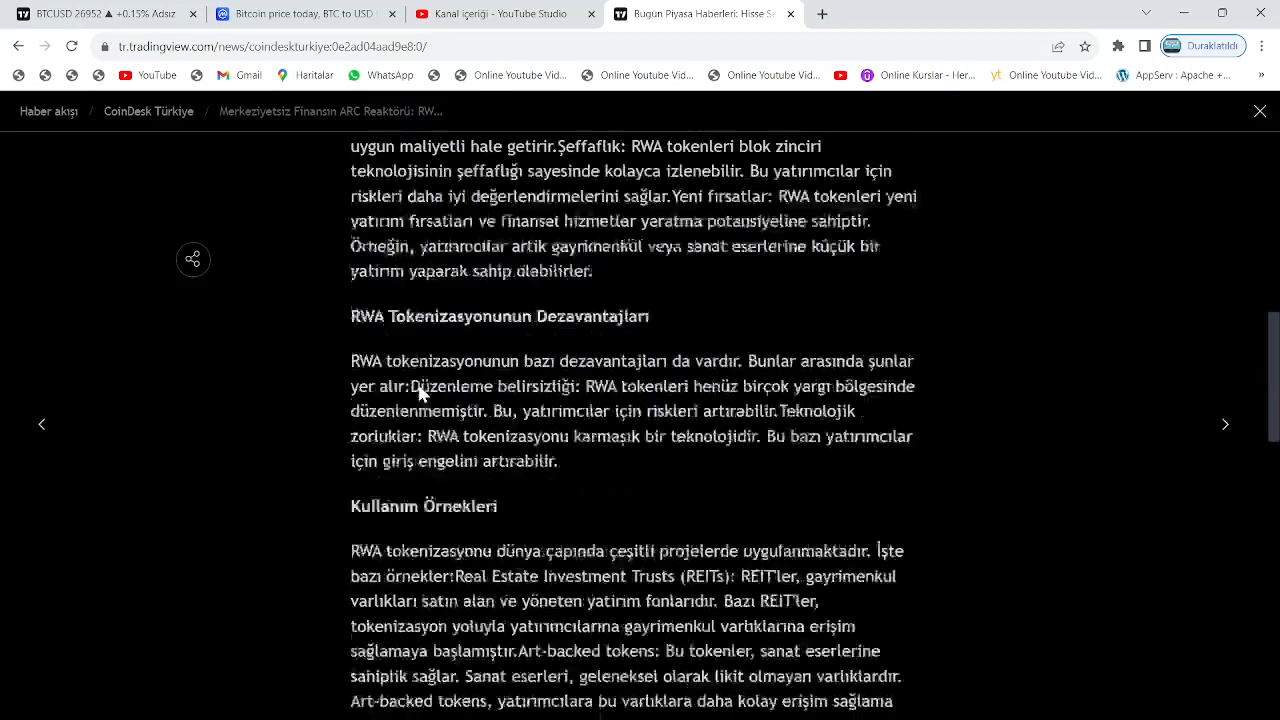 BTCUSD 26952 ▲ +0.15% Adsız
Bitcoin price today, BTC to USD
Kanal içeriği - YouTube Studio
Bugün Piyasa Haberleri: Hisse Se
tr.tradingview.com/news/coindeskturkiye:0e2ad04aad9e8:0/
Duraklatıldı
YouTube
Gmail
Haritalar
WhatsApp
Online Youtube Vid...
Online Youtube Vid...
Online Youtube Vid...
Online Kurslar - Her...
Online Youtube Vid...
AppServ : Apache +...
Haber akışı / CoinDesk Türkiye / Merkeziyetsiz Finansın ARC Reaktörü: RW...
uygun maliyetli hale getirir.Şeffaflık: RWA tokenleri blok zinciri
teknolojisinin şeffaflığı sayesinde kolayca izlenebilir. Bu yatırımcılar için
riskleri daha iyi değerlendirmelerini sağlar.Yeni fırsatlar: RWA tokenleri yeni
yatırım fırsatları ve finansal hizmetler yaratma potansiyeline sahiptir.
Örneğin, yatırımcılar artık gayrimenkul veya sanat eserlerine küçük bir
yatırım yaparak sahip olabilirler.
RWA Tokenizasyonunun Dezavantajları
RWA tokenizasyonunun bazı dezavantajları da vardır. Bunlar arasında şunlar
yer alır:Düzenleme belirsizliği: RWA tokenleri henüz birçok yargı bölgesinde
düzenlenmemiştir. Bu, yatırımcılar için riskleri artırabilir.Teknolojik
zorluklar: RWA tokenizasyonu karmaşık bir teknolojidir. Bu bazı yatırımcılar
için giriş engelini artırabilir.
Kullanım Örnekleri
RWA tokenizasyonu dünya çapında çeşitli projelerde uygulanmaktadır. İşte
bazı örnekler:Real Estate Investment Trusts (REITs): REIT'ler, gayrimenkul
varlıkları satın alan ve yöneten yatırım fonlarıdır. Bazı REIT'ler,
tokenizasyon yoluyla yatırımcılarına gayrimenkul varlıklarına erişim
sağlamaya başlamıştır.Art-backed tokens: Bu tokenler, sanat eserlerine
sahiplik sağlar. Sanat eserleri, geleneksel olarak likit olmayan varlıklardır.
Art-backed tokens, yatırımcılara bu varlıklara daha kolay erişim sağlama